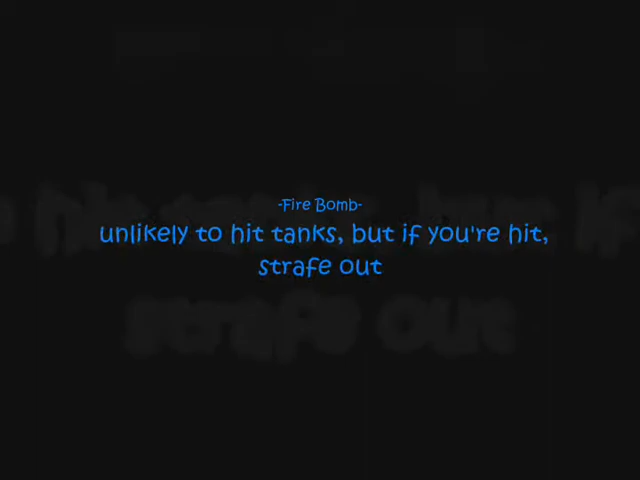 -Fire Bomb-
unlikely to hit tanks, but if you're hit,
strafe out